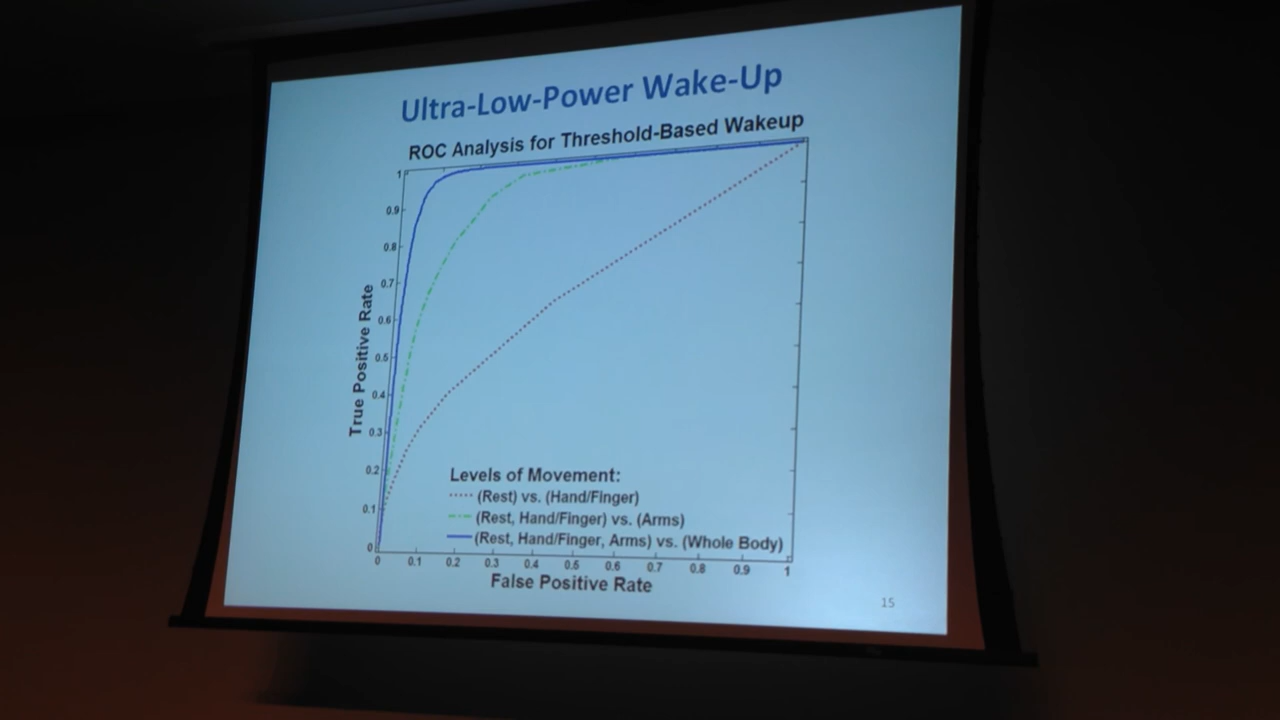 Ultra-Low-Power Wake-Up
ROC Analysis for Threshold-Based Wakeup
1
0.9
0.8
0.7
0.6
0.5
0.4
0.3
0.2
0.1
0
True Positive Rate
Levels of Movement:
(Rest) vs. (Hand/Finger)
(Rest, Hand/Finger) vs. (Arms)
(Rest, Hand/Finger, Arms) vs. (Whole Body)
0 0.1 0.2 0.3 0.4 0.5 0.6 0.7 0.8 0.9 1
False Positive Rate
15